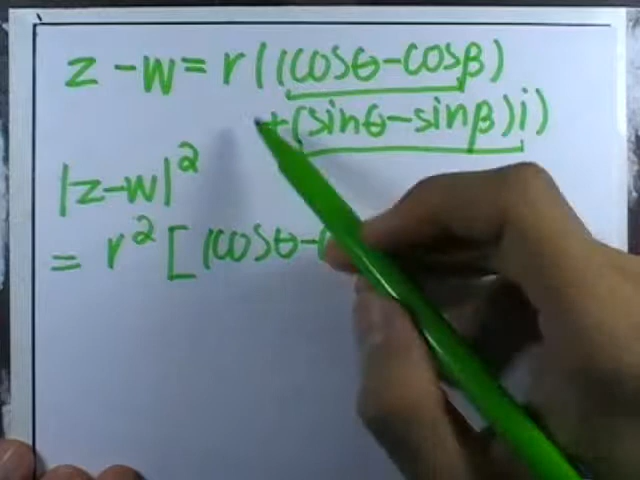 z-w=r((cosθ-cosβ)
+(sinθ-sinβ)i)
|z-w|²
=r²[(cosθ-